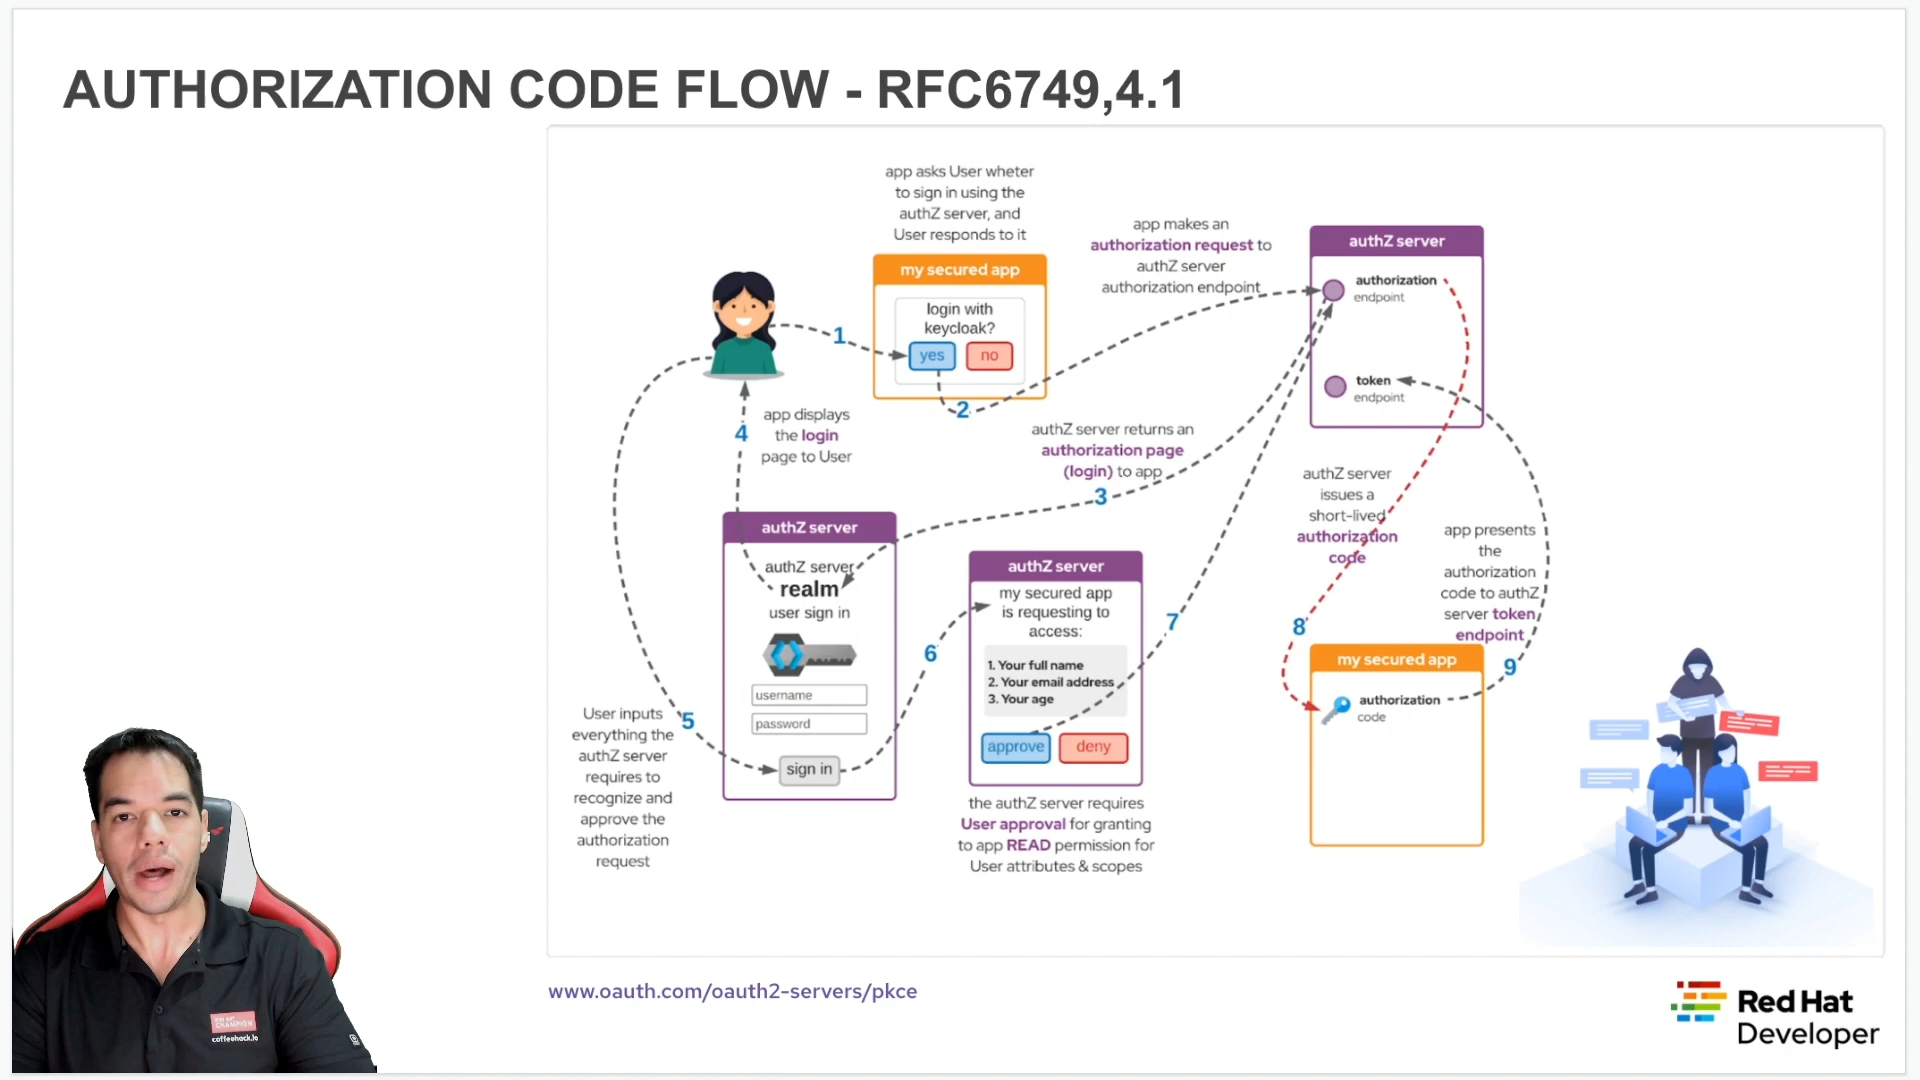 AUTHORIZATION CODE FLOW - RFC6749,4.1
app asks User wheter
to sign in using the
authZ server, and
User responds to it
my secured app
login with
keycloak?
yes
no
1
2
app makes an
authorization request to
authZ server
authorization endpoint
authZ server
authorization
endpoint
token
endpoint
4
app displays
the login
page to User
authZ server returns an
authorization page
(login) to app
3
authZ server
authZ server
realm
user sign in
username
password
sign in
5
User inputs
everything the
authZ server
requires to
recognize and
approve the
authorization
request
6
authZ server
my secured app
is requesting to
access:
1. Your full name
2. Your email address
3. Your age
approve
deny
the authZ server requires
User approval for granting
to app READ permission for
User attributes & scopes
7
authZ server
issues a
short-lived
authorization
code
8
app presents
the
authorization
code to authZ
server token
endpoint
9
my secured app
authorization
code
www.oauth.com/oauth2-servers/pkce
Red Hat
Developer
CHAMPION
coffeehack.io